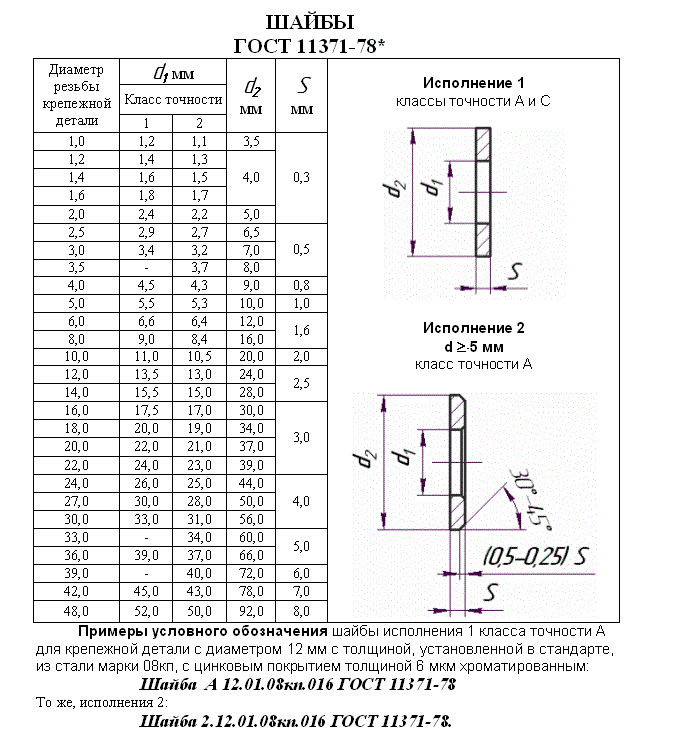 ШАЙБЫ
ГОСТ 11371-78*
Диаметр резьбы крепежной детали d1 мм d2 мм S мм
Класс точности
1 2
1,0 1,2 1,1 3,5 0,3
1,2 1,4 1,3 4,0
1,4 1,6 1,5
1,6 1,8 1,7
2,0 2,4 2,2 5,0
2,5 2,9 2,7 6,5 0,5
3,0 3,4 3,2 7,0
3,5 - 3,7 8,0
4,0 4,5 4,3 9,0 0,8
5,0 5,5 5,3 10,0 1,0
6,0 6,6 6,4 12,0 1,6
8,0 9,0 8,4 16,0
10,0 11,0 10,5 20,0 2,0
12,0 13,5 13,0 24,0 2,5
14,0 15,5 15,0 28,0
16,0 17,5 17,0 30,0 3,0
18,0 20,0 19,0 34,0
20,0 22,0 21,0 37,0
22,0 24,0 23,0 39,0
24,0 26,0 25,0 44,0 4,0
27,0 30,0 28,0 50,0
30,0 33,0 31,0 56,0
33,0 - 34,0 60,0 5,0
36,0 39,0 37,0 66,0
39,0 - 40,0 72,0 6,0
42,0 45,0 43,0 78,0 7,0
48,0 52,0 50,0 92,0 8,0
Исполнение 1
классы точности А и С
d2
d1
S
Исполнение 2
d ≥-5 мм
класс точности А
d2
d1
30°-45°
(0,5-0,25) S
S
Примеры условного обозначения шайбы исполнения 1 класса точности А
для крепежной детали с диаметром 12 мм с толщиной, установленной в стандарте,
из стали марки 08кп, с цинковым покрытием толщиной 6 мкм хроматированным:
Шайба А 12.01.08кп.016 ГОСТ 11371-78
То же, исполнения 2:
Шайба 2.12.01.08кп.016 ГОСТ 11371-78.